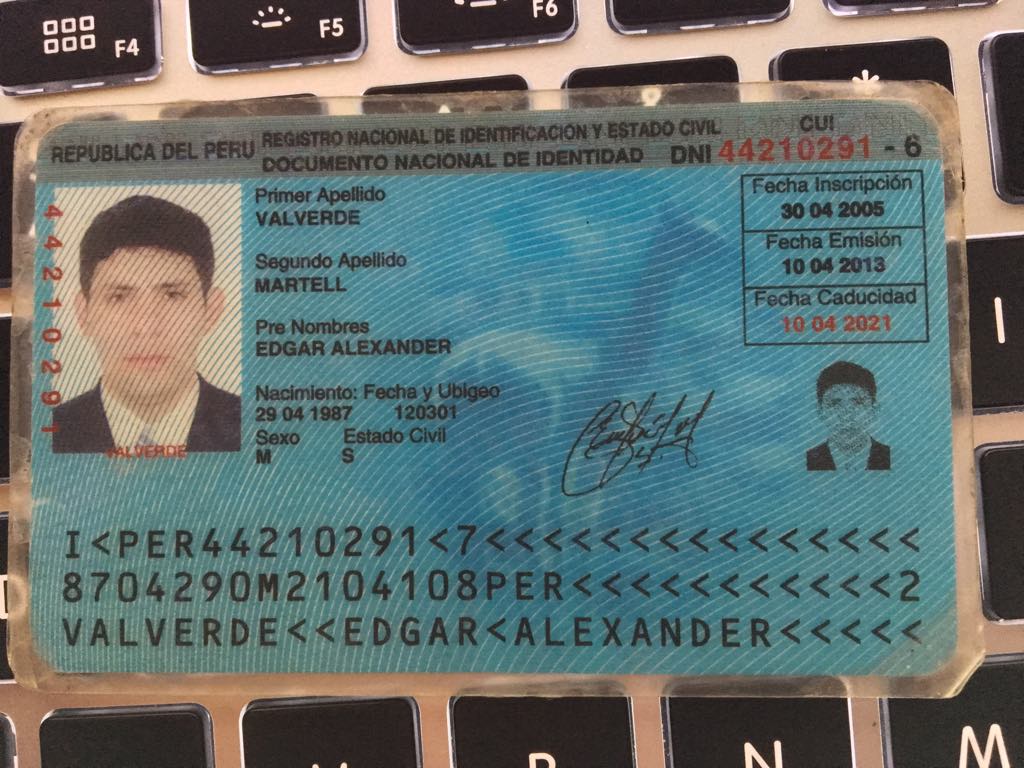 F4
F5
F6
*
REPUBLICA DEL PERU
REGISTRO NACIONAL DE IDENTIFICACION Y ESTADO CIVIL
DOCUMENTO NACIONAL DE IDENTIDAD
CUI
DNI 44210291 - 6
44210291
VALVERDE
Primer Apellido
VALVERDE
Segundo Apellido
MARTELL
Pre Nombres
EDGAR ALEXANDER
Nacimiento: Fecha y Ubigeo
29 04 1987 120301
Sexo Estado Civil
M S
Fecha Inscripción
30 04 2005
Fecha Emisión
10 04 2013
Fecha Caducidad
10 04 2021
I<PER44210291<7<<<<<<<<<<<<<<<
8704290M2104108PER<<<<<<<<<<<2
VALVERDE<<EDGAR<ALEXANDER<<<<<
I
N
M